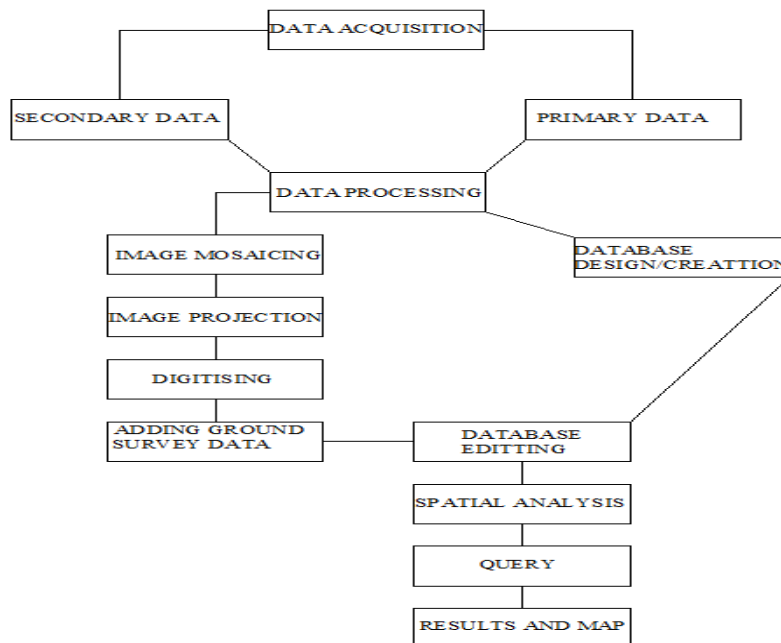 DATA ACQUISITION
SECONDARY DATA
PRIMARY DATA
DATA PROCESSING
IMAGE MOSAICING
DATABASE
DESIGN/CREATTION
IMAGE PROJECTION
DIGITISING
ADDING GROUND
SURVEY DATA
DATABASE
EDITTING
SPATIAL ANALYSIS
QUERY
RESULTS AND MAP